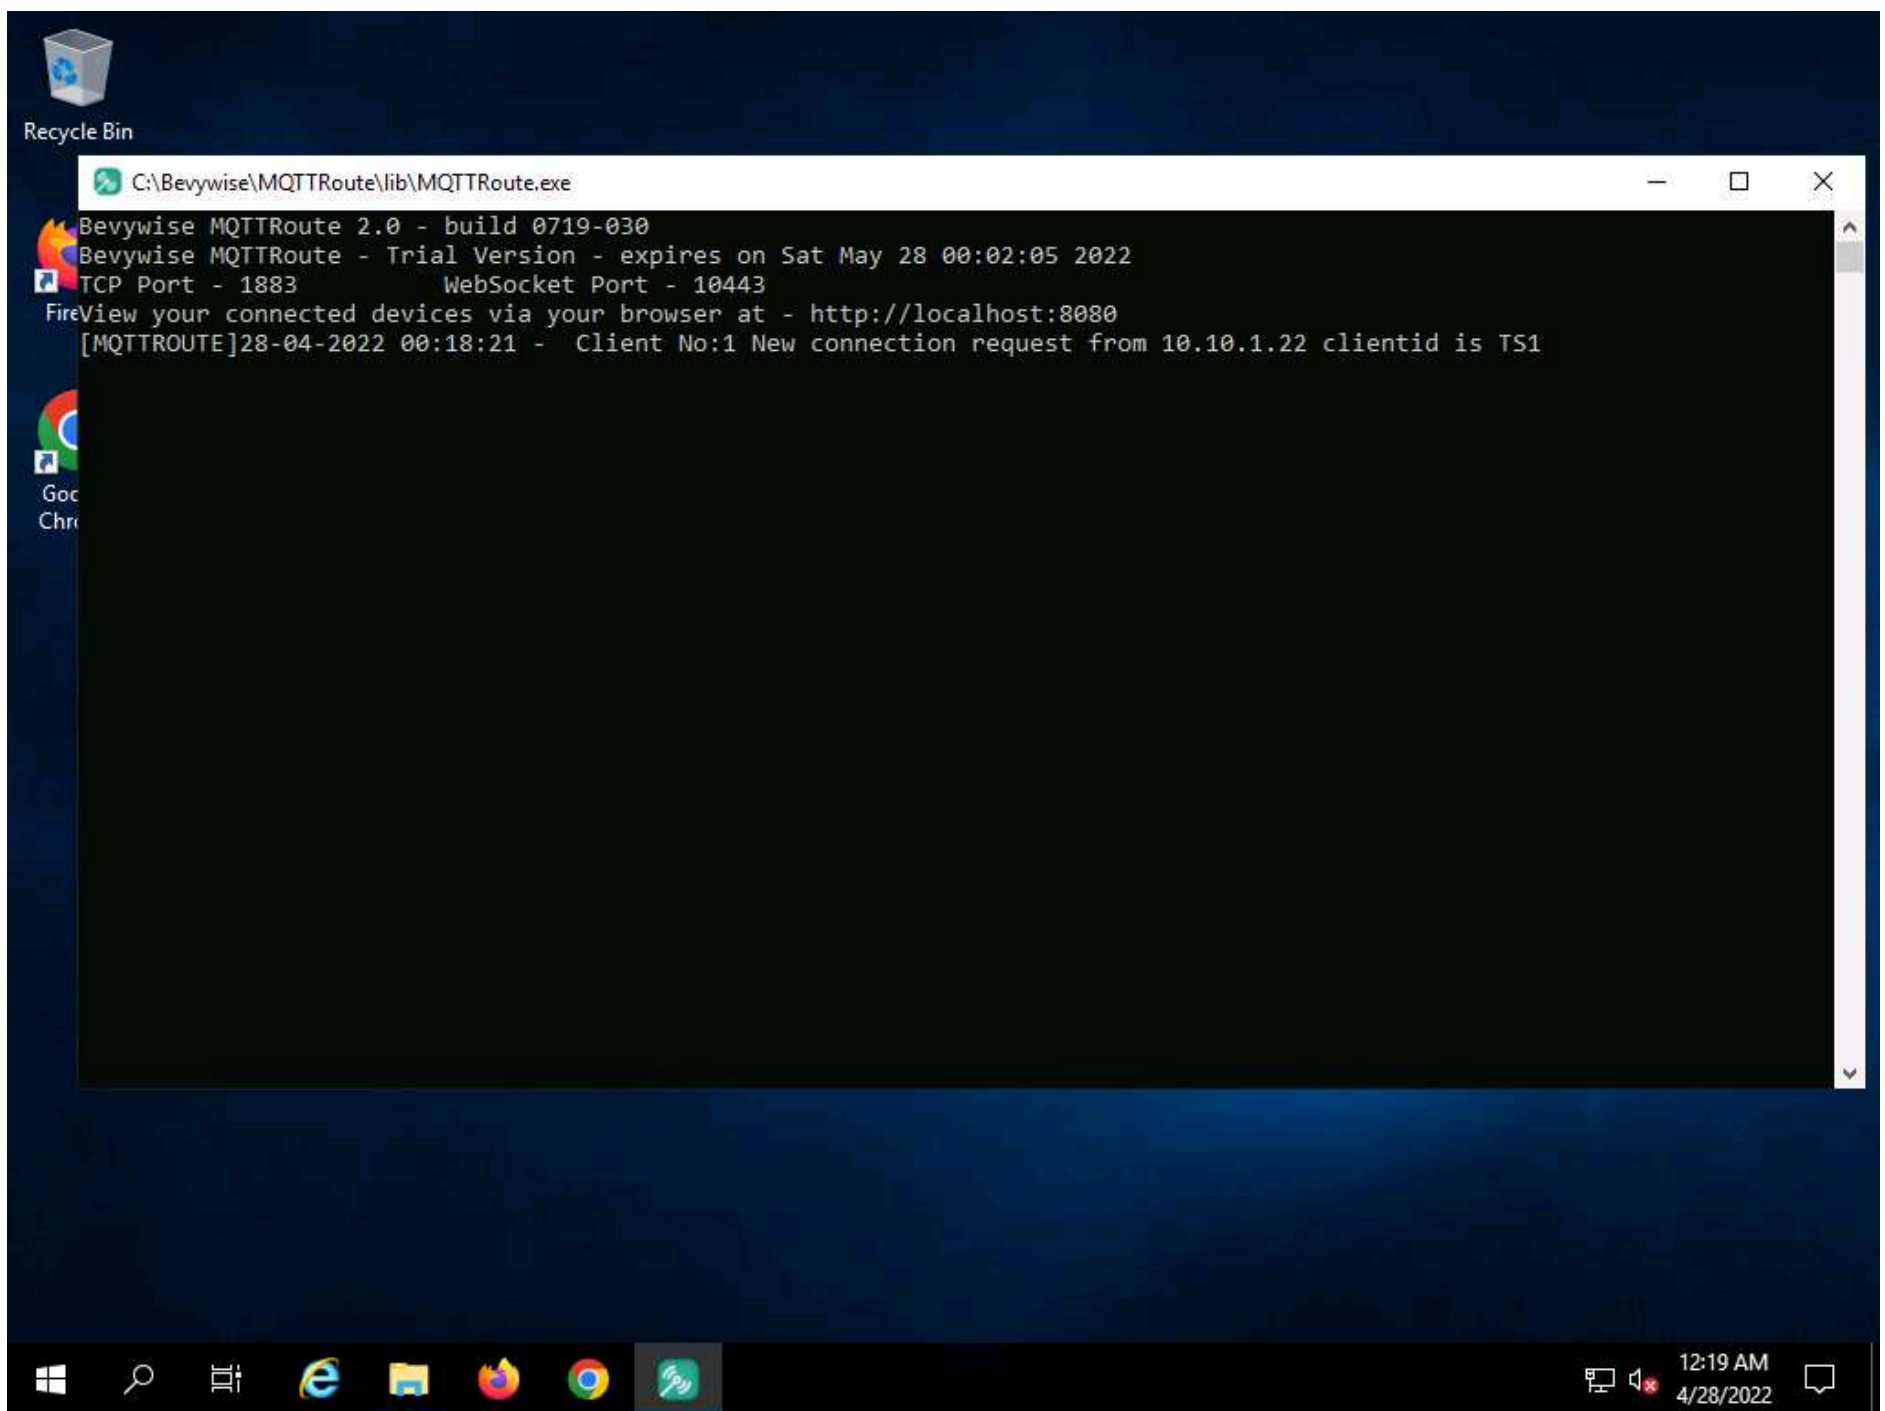 Recycle Bin
C:\Bevywise\MQTTRoute\lib\MQTTRoute.exe
Bevywise MQTTRoute 2.0 - build 0719-030
Bevywise MQTTRoute - Trial Version - expires on Sat May 28 00:02:05 2022
TCP Port - 1883          WebSocket Port - 10443
Fire
View your connected devices via your browser at - http://localhost:8080
[MQTTROUTE]28-04-2022 00:18:21 -  Client No:1 New connection request from 10.10.1.22 clientid is TS1
Goo
Chr
12:19 AM
4/28/2022